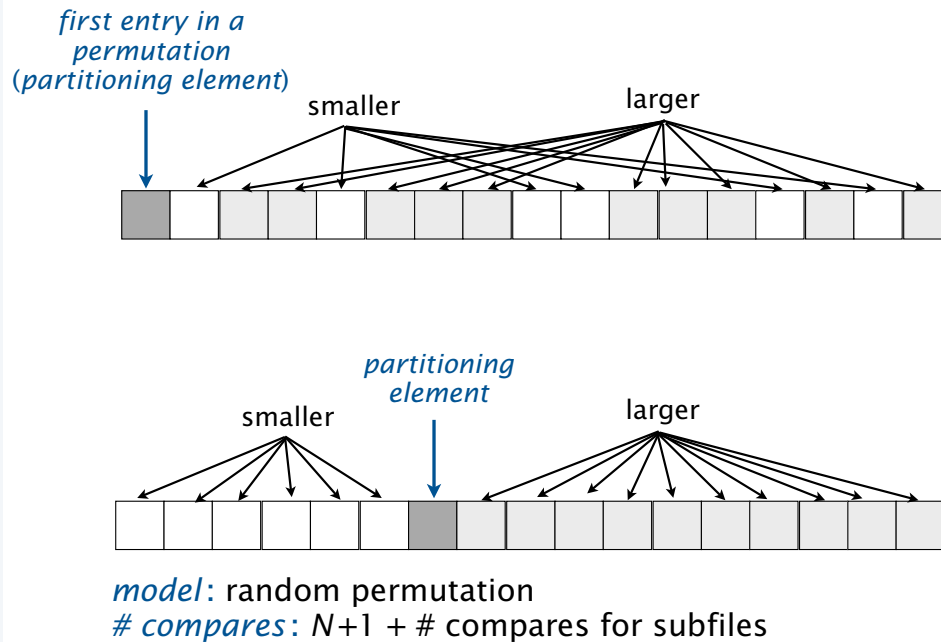 first entry in a
permutation
(partitioning element)
smaller
larger
partitioning
element
smaller
larger
model: random permutation
# compares: N+1 + # compares for subfiles